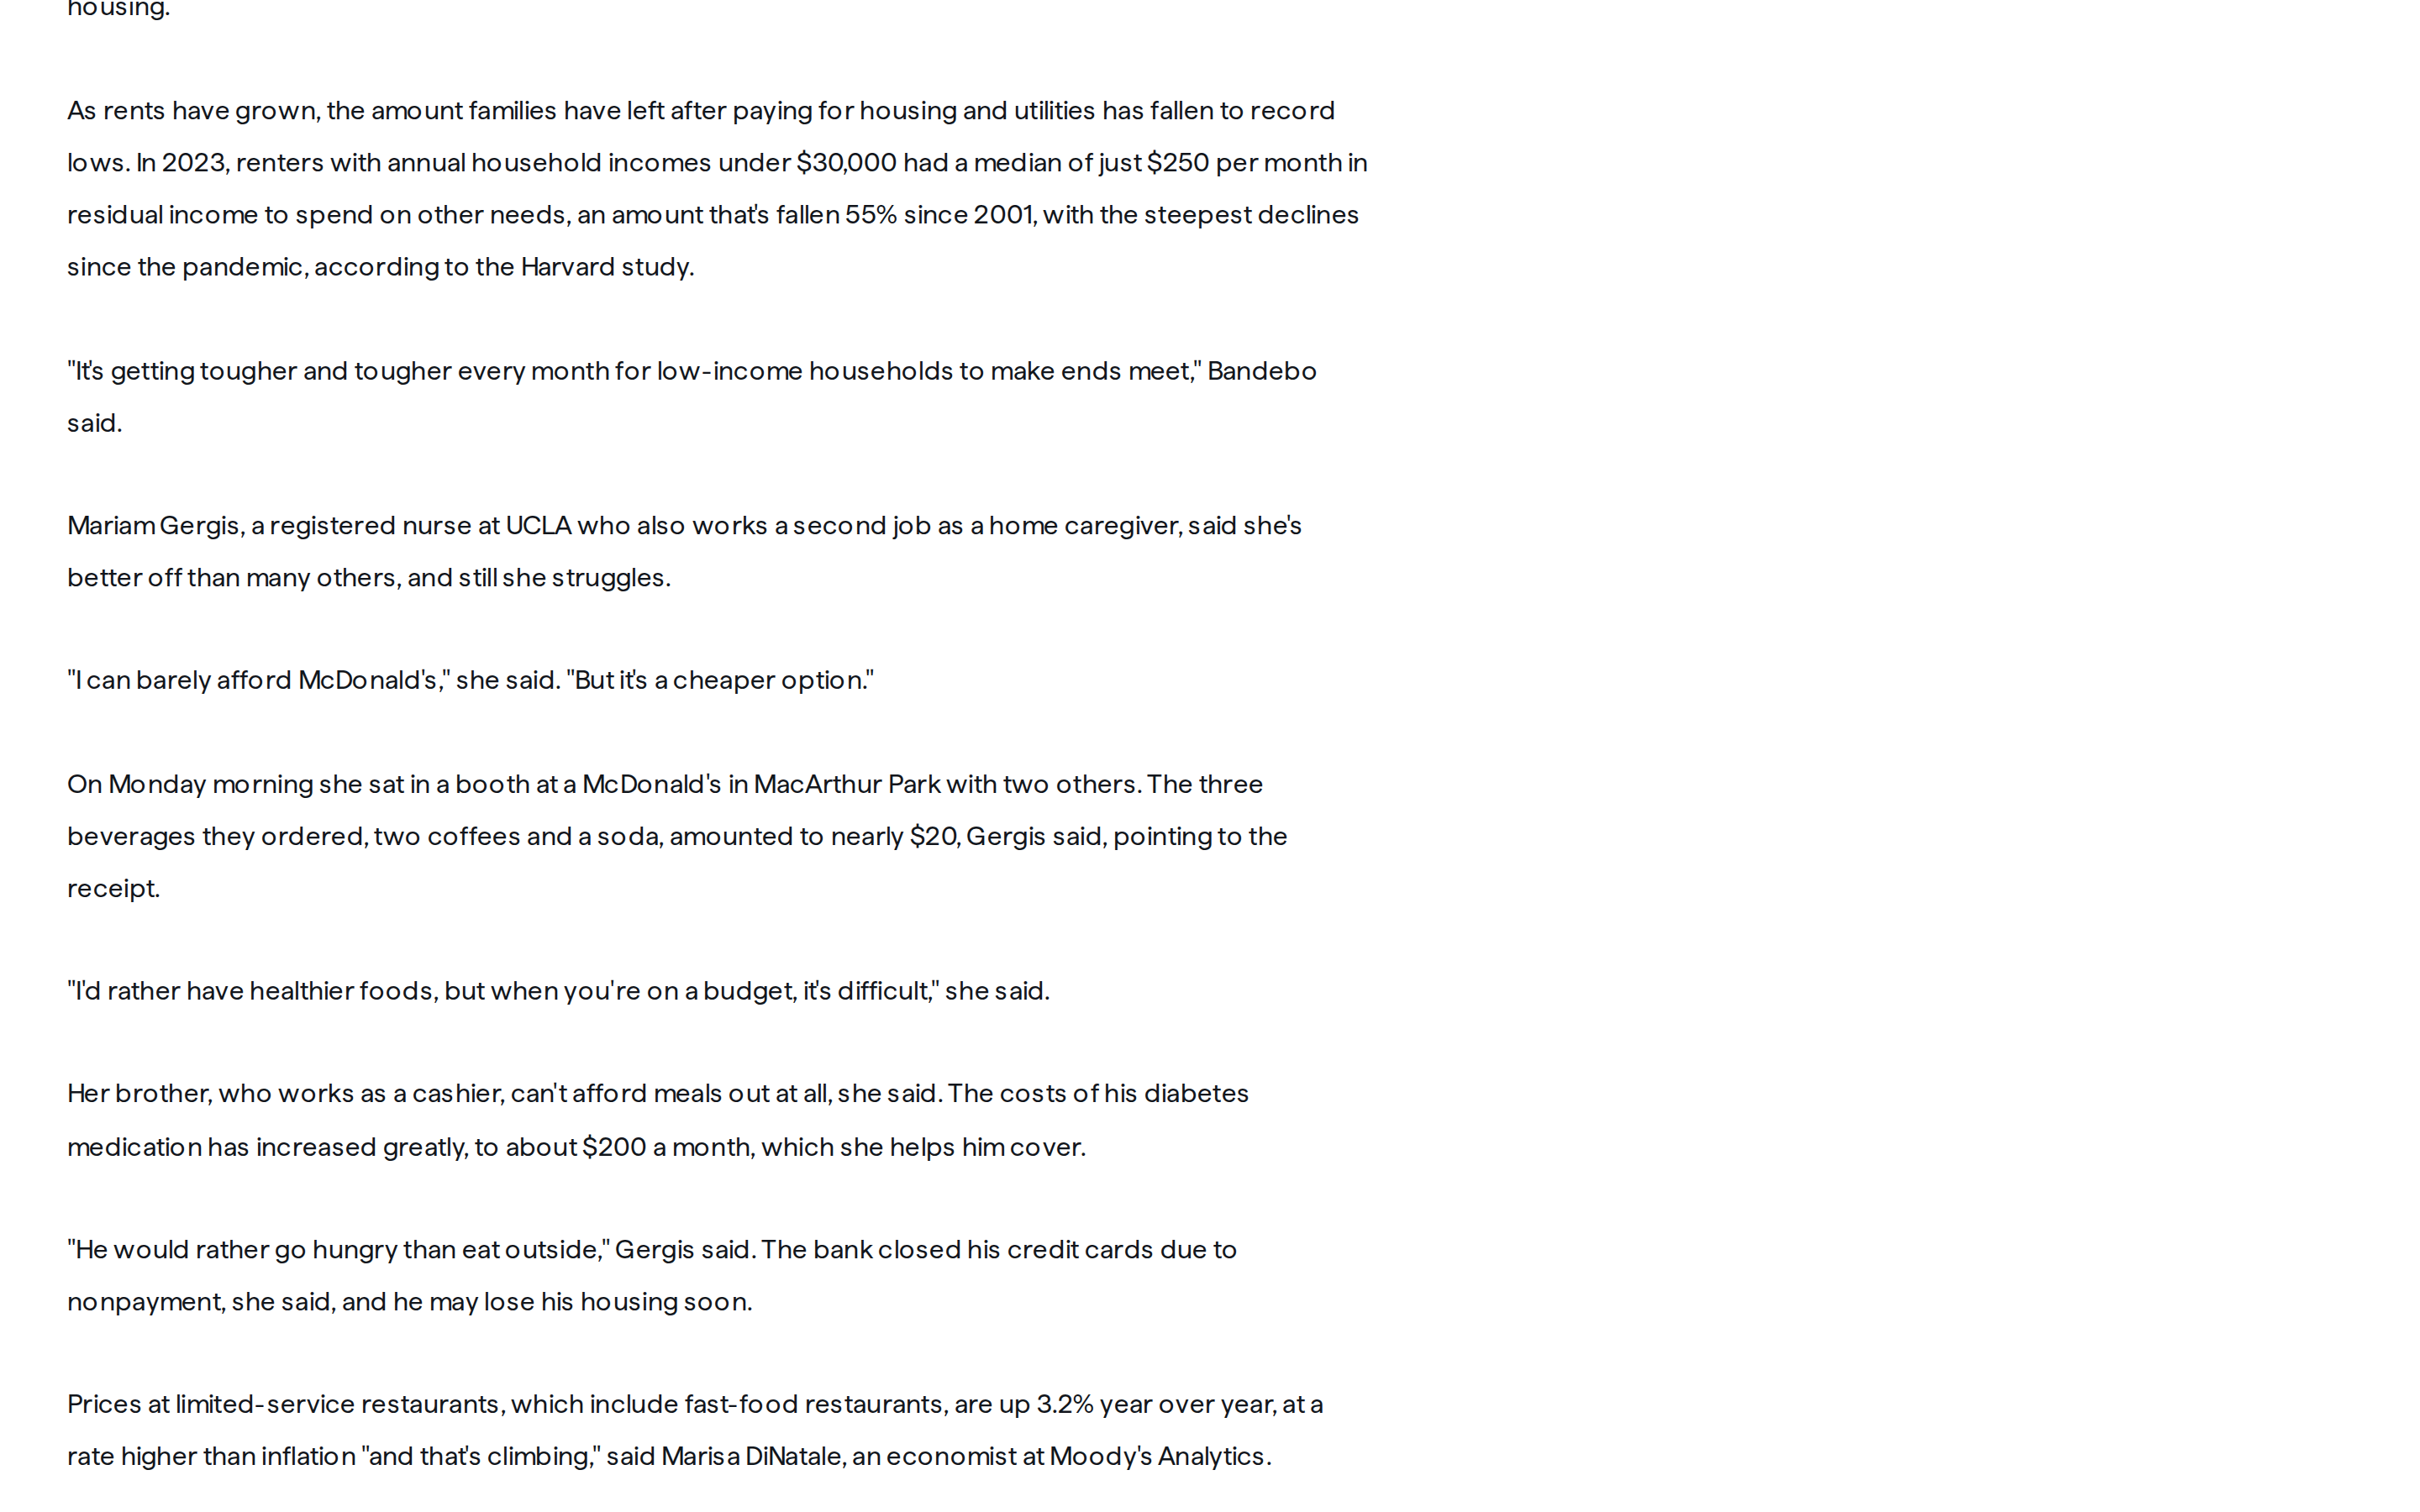 housing.
As rents have grown, the amount families have left after paying for housing and utilities has fallen to record
lows. In 2023, renters with annual household incomes under $30,000 had a median of just $250 per month in
residual income to spend on other needs, an amount that's fallen 55% since 2001, with the steepest declines
since the pandemic, according to the Harvard study.
"It's getting tougher and tougher every month for low-income households to make ends meet," Bandebo
said.
Mariam Gergis, a registered nurse at UCLA who also works a second job as a home caregiver, said she's
better off than many others, and still she struggles.
"I can barely afford McDonald's," she said. "But it's a cheaper option."
On Monday morning she sat in a booth at a McDonald's in MacArthur Park with two others. The three
beverages they ordered, two coffees and a soda, amounted to nearly $20, Gergis said, pointing to the
receipt.
"I'd rather have healthier foods, but when you're on a budget, it's difficult," she said.
Her brother, who works as a cashier, can't afford meals out at all, she said. The costs of his diabetes
medication has increased greatly, to about $200 a month, which she helps him cover.
"He would rather go hungry than eat outside," Gergis said. The bank closed his credit cards due to
nonpayment, she said, and he may lose his housing soon.
Prices at limited-service restaurants, which include fast-food restaurants, are up 3.2% year over year, at a
rate higher than inflation "and that's climbing," said Marisa DiNatale, an economist at Moody's Analytics.